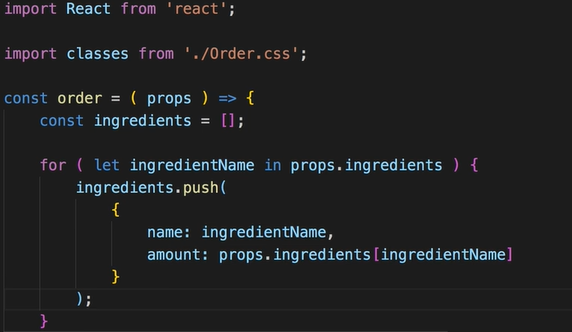 import React from 'react';
import classes from './Order.css';
const order = ( props ) => {
    const ingredients = [];
    for ( let ingredientName in props.ingredients ) {
        ingredients.push(
            {
                name: ingredientName,
                amount: props.ingredients[ingredientName]
            }
        );
    }